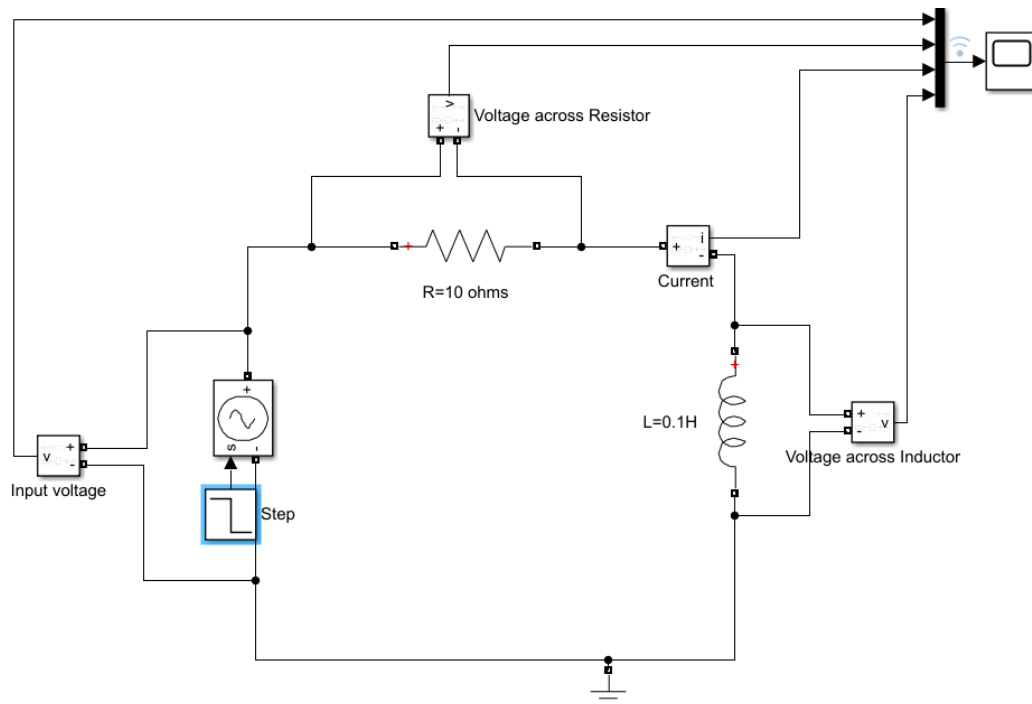 Voltage across Resistor
R=10 ohms
i
Current
L=0.1H
v
Voltage across Inductor
v
Input voltage
s
Step
v
+
-
+
-
+
-
+
-
+
-
+
+